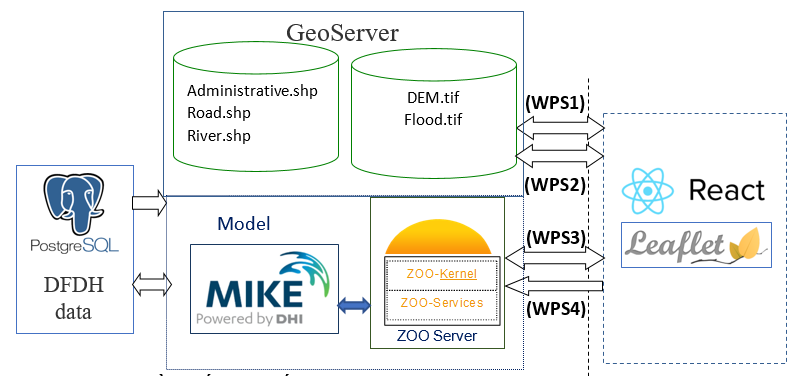 GeoServer
Administrative.shp
Road.shp
River.shp
DEM.tif
Flood.tif
(WPS1)
(WPS2)
PostgreSQL
DFDH
data
Model
MIKE
Powered by DHI
ZOO-Kernel
ZOO-Services
ZOO Server
(WPS3)
(WPS4)
React
Leaflet